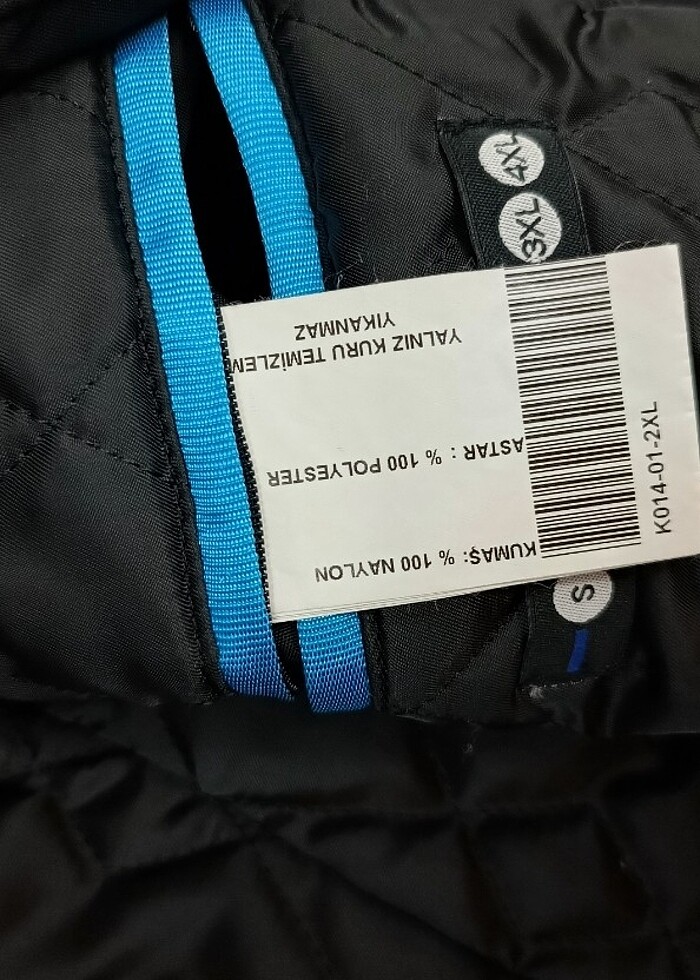 KUMAŞ: % 100 NAYLON
ASTAR : % 100 POLYESTER
YALNIZ KURU TEMİZLEM
YIKANMAZ
K014-01-2XL
S
3XL
4XL